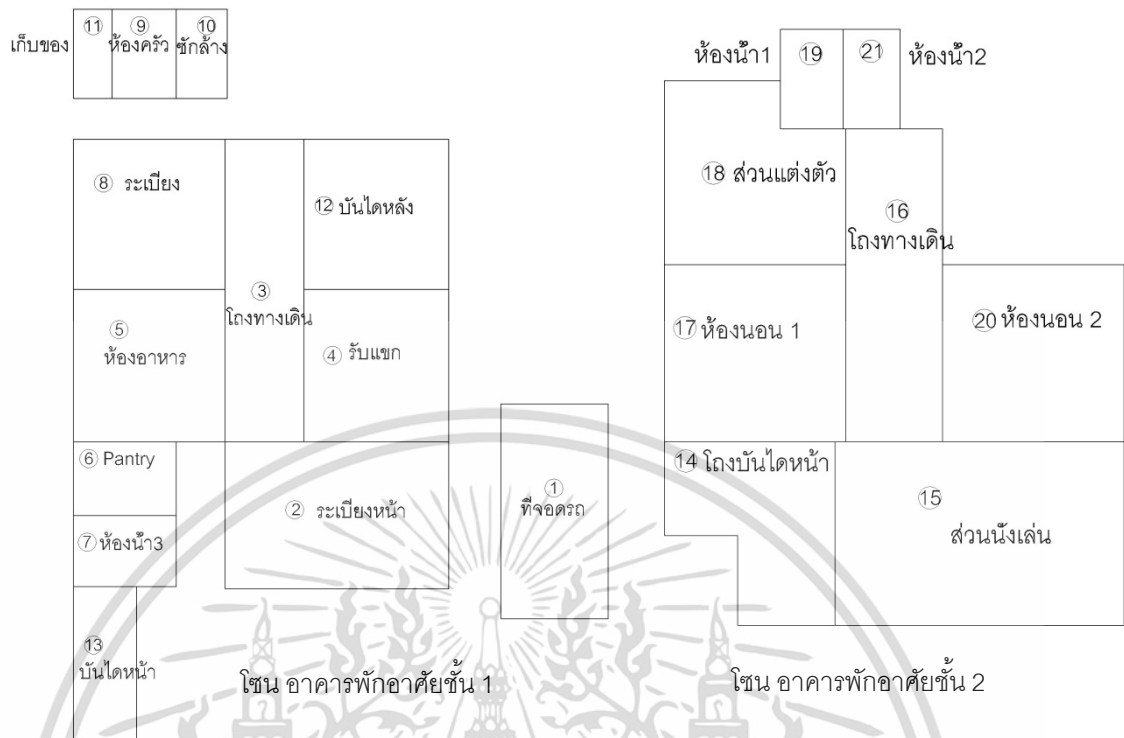 ⑪ ⑨ ⑩
เก็บของ ห้องครัว ซักล้าง
⑧ ระเบียง
⑫ บันไดหลัง
③
โถงทางเดิน
⑤
ห้องอาหาร
④ รับแขก
⑥ Pantry
② ระเบียงหน้า
⑦ ห้องน้ำ3
⑬
บันไดหน้า
①
ที่จอดรถ
โซน อาคารพักอาศัยชั้น 1
ห้องน้ำ1 ⑲ ㉑ ห้องน้ำ2
⑱ ส่วนแต่งตัว
⑯
โถงทางเดิน
⑰ ห้องนอน 1
⑳ ห้องนอน 2
⑭ โถงบันไดหน้า
⑮
ส่วนนั่งเล่น
โซน อาคารพักอาศัยชั้น 2